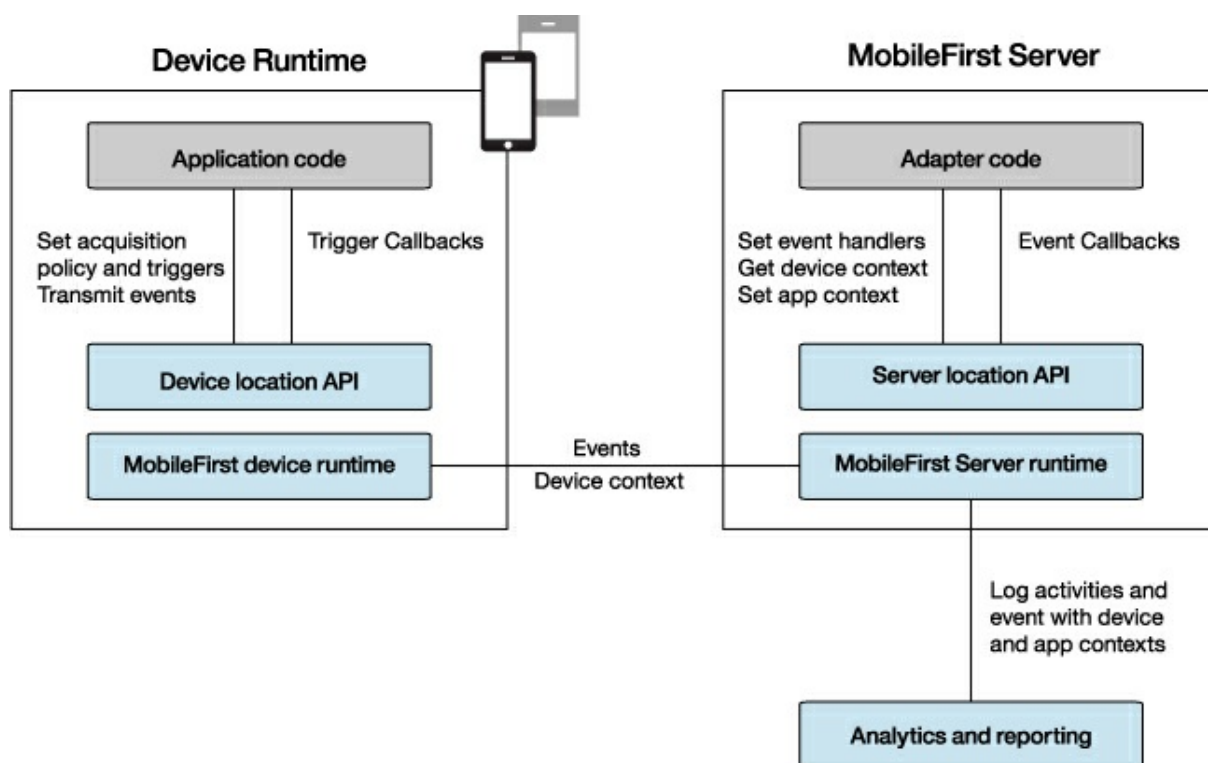 Device Runtime
Application code
Set acquisition
policy and triggers
Transmit events
Trigger Callbacks
Device location API
MobileFirst device runtime
Events
Device context
MobileFirst Server
Adapter code
Set event handlers
Get device context
Set app context
Event Callbacks
Server location API
MobileFirst Server runtime
Log activities and
event with device
and app contexts
Analytics and reporting